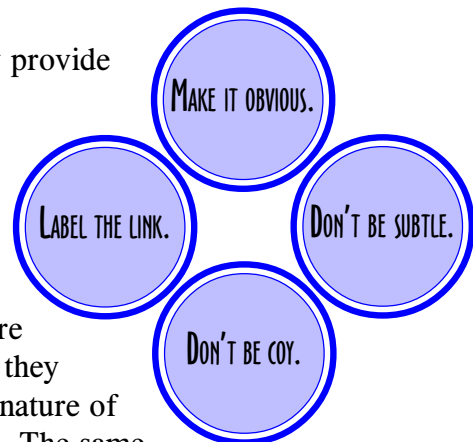 provide
Make it obvious.
Label the link.
Don't be subtle.
Don't be coy.
re
they
nature of
The same